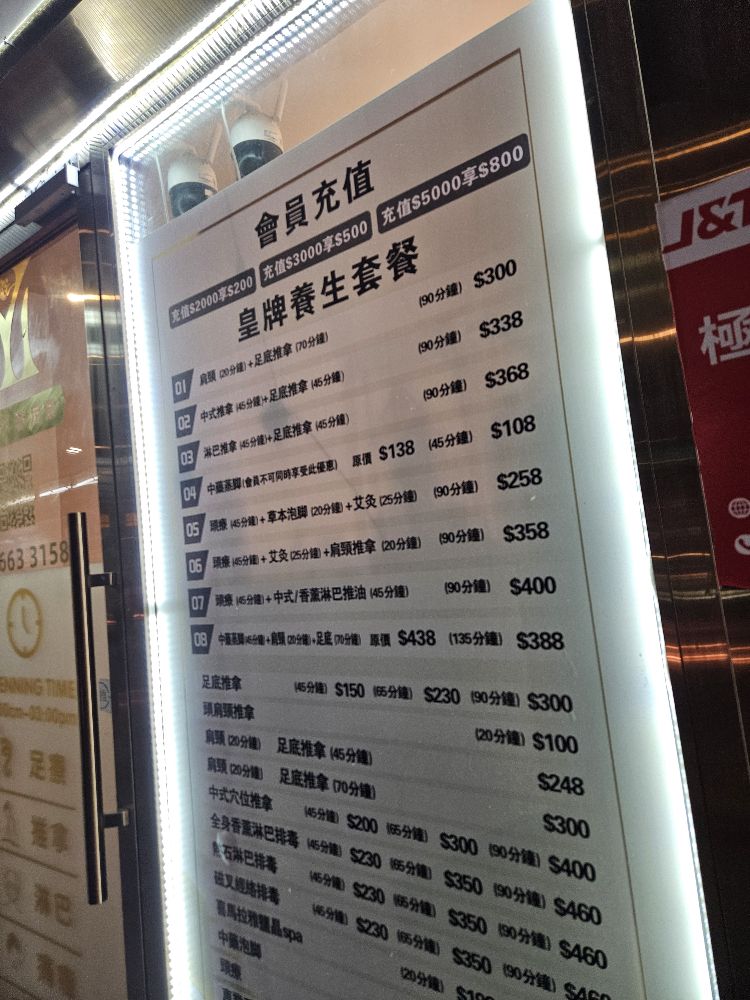 會員充值
充值$2000享$200 充值$3000享$500 充值$5000享$800
皇牌養生套餐
01 肩頸 (20分鐘) + 足底推拿 (70分鐘) (90分鐘) $300
02 中式推拿 (45分鐘) + 足底推拿 (45分鐘) (90分鐘) $338
03 淋巴推拿 (45分鐘) + 足底推拿 (45分鐘) (90分鐘) $368
04 中藥蒸腳 (會員不可同時享受此優惠) 原價 $138 (45分鐘) $108
05 頭療 (45分鐘) + 草本泡腳 (20分鐘) + 艾灸 (25分鐘) (90分鐘) $258
06 頭療 (45分鐘) + 艾灸 (25分鐘) + 肩頸推拿 (20分鐘) (90分鐘) $358
07 頭療 (45分鐘) + 中式/香薰淋巴推油 (45分鐘) (90分鐘) $400
08 中藥蒸腳 (45分鐘) + 肩頸 (20分鐘) + 足底 (70分鐘) 原價 $438 (135分鐘) $388
足底推拿 (45分鐘) $150 (65分鐘) $230 (90分鐘) $300
頭肩頸推拿 (20分鐘) $100
肩頸 (20分鐘) 足底推拿 (45分鐘) $248
肩頸 (20分鐘) 足底推拿 (70分鐘) $300
中式穴位推拿 (45分鐘) $200 (65分鐘) $300 (90分鐘) $400
全身香薰淋巴排毒 (45分鐘) $230 (65分鐘) $350 (90分鐘) $460
石淋巴排毒 (45分鐘) $230 (65分鐘) $350 (90分鐘) $460
磁叉經絡排毒 (45分鐘) $230 (65分鐘) $350 (90分鐘) $460
喜馬拉雅鹽晶spa
中藥泡腳 (20分鐘)
頭療
J&T
極
663 3158
ENNING TIME
足
推拿
淋巴